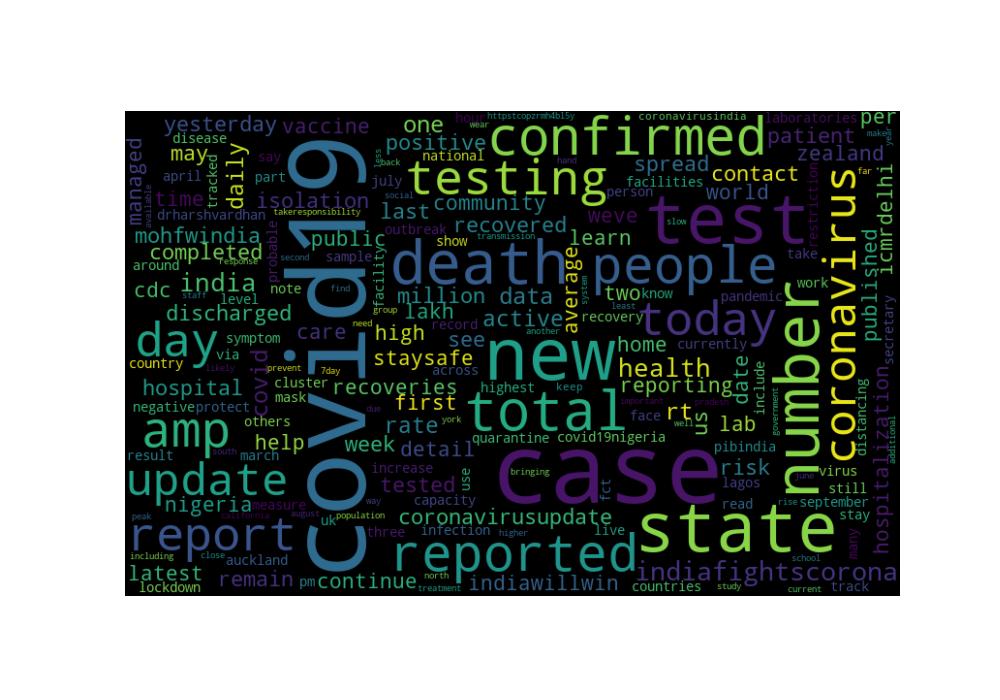 hour
httpstcopzrmh4bl5y
coronavirusindia
laboratories
per
yesterday
vaccine
one
wear
confirmed
make
disease
positive
patient
year
managed
may
tracked
daily
say
less
back
national
testing
spread
hand
zealand
april
part
isolation
july
facilities
contact
far
available
time
social
person
world
restriction
drharshvardhan
takeresponsibility
last
community
test
outbreak
recovered
weve
slow
coronavirus
icmrdelhi
mohfwindia
probable
second
public
show
transmission
learn
take
published
completed
sample
death
people
around
response
cdc
india
staff
find
facility
million
data
average
system
two
know
pandemic
work
note
level
lakh
least
secretary
discharged
group
record
active
recovery
today
day
symptom
care
need
high
see
another
currently
number
via
covid19
new
home
country
likely
covid
prevent
7day
staysafe
across
health
date
include
hospital
cluster
recoveries
highest
keep
reporting
distancing
mask
important
pradesh
government
negative
protect
first
total
face
rt
us
lab
well
hospitalization
additional
amp
others
due
york
rate
help
week
detail
quarantine
covid19nigeria
pibindia
result
south
march
case
risk
virus
update
increase
use
bringing
tested
fct
lagos
june
still
nigeria
measure
capacity
way
read
rise
september
peak
california
august
population
uk
coronavirusupdate
state
stay
report
three
infection
higher
live
many
including
close
auckland
reported
school
latest
remain
pm
continue
north
indiawillwin
indiafightscorona
lockdown
treatment
countries
study
current
track